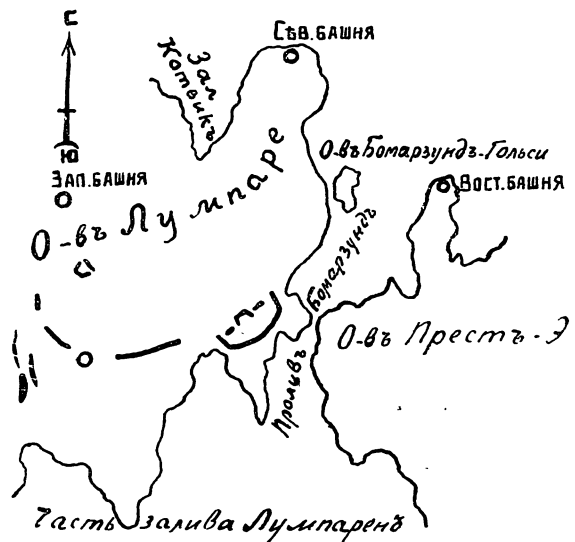 С
Сѣв. башня
Зал. Котвикъ
Ю
Зап. башня
О-въ Бомарзундъ-Гольси
Вост. башня
О-въ Лумпаре
Проливъ Бомарзундъ
О-въ Престъ-Э
Часть залива Лумпаренъ